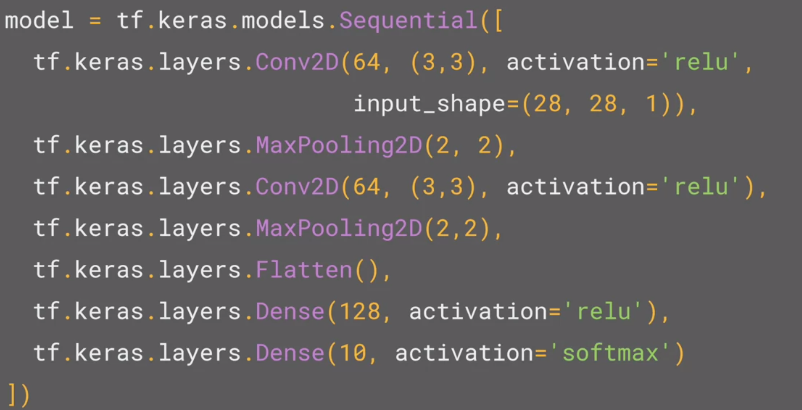 model = tf.keras.models.Sequential([
  tf.keras.layers.Conv2D(64, (3,3), activation='relu',
                         input_shape=(28, 28, 1)),
  tf.keras.layers.MaxPooling2D(2, 2),
  tf.keras.layers.Conv2D(64, (3,3), activation='relu'),
  tf.keras.layers.MaxPooling2D(2,2),
  tf.keras.layers.Flatten(),
  tf.keras.layers.Dense(128, activation='relu'),
  tf.keras.layers.Dense(10, activation='softmax')
])